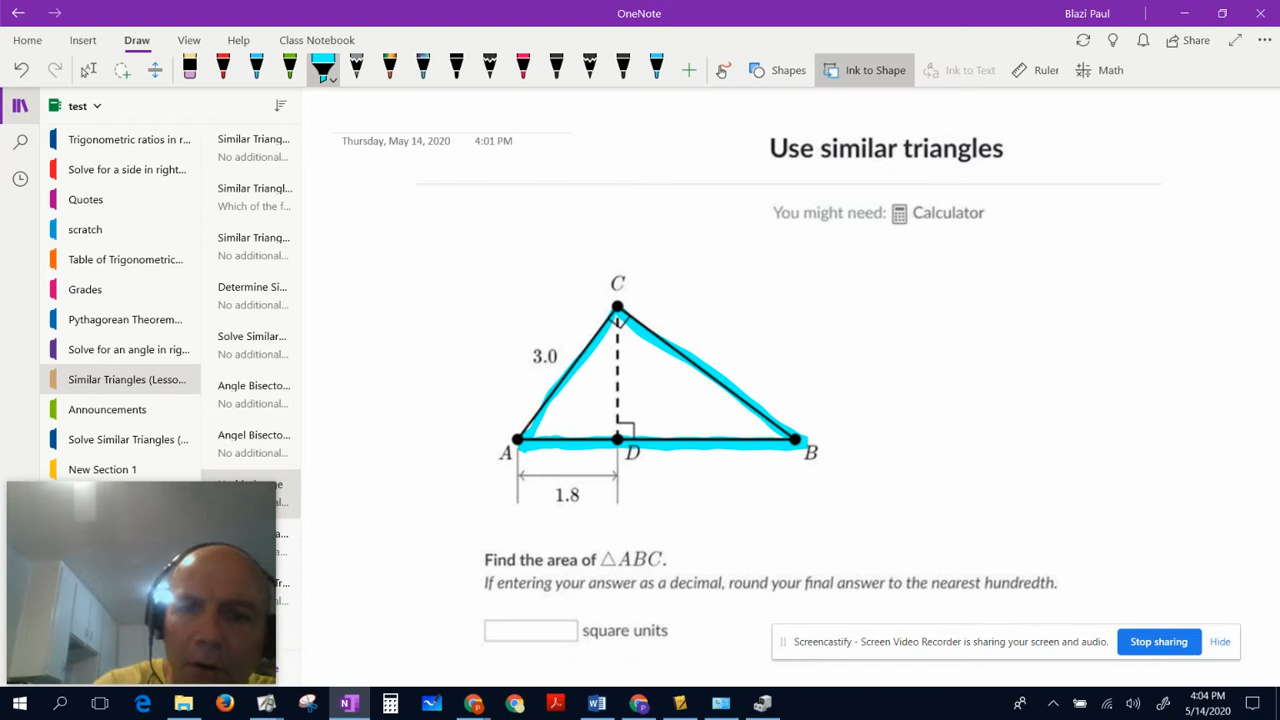 OneNote
Blazi Paul
Home Insert Draw View Help Class Notebook
Share
Shapes Ink to Shape Ink to Text Ruler Math
test
Trigonometric ratios in r...
Solve for a side in right...
Quotes
scratch
Table of Trigonometric...
Grades
Pythagorean Theorem...
Solve for an angle in rig...
Similar Triangles (Lesso...
Announcements
Solve Similar Triangles (...
New Section 1
Similar Triang...
No additional...
Similar Triangl...
Which of the f...
Similar Triang...
No additional...
Determine Si...
No additional...
Solve Similar...
No additional...
Angle Bisecto...
No additional...
Angel Bisecto...
No additional...
Thursday, May 14, 2020 4:01 PM
Use similar triangles
You might need: Calculator
C
3.0
A D B
1.8
Find the area of △ABC.
If entering your answer as a decimal, round your final answer to the nearest hundredth.
square units
Screencastify - Screen Video Recorder is sharing your screen and audio. Stop sharing Hide
4:04 PM
5/14/2020